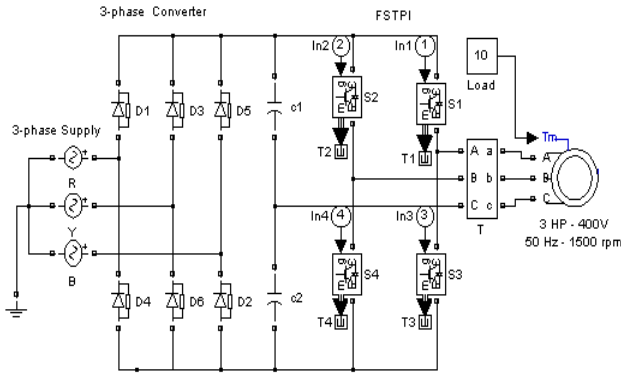 3-phase Converter
FSTPI
In2 2
In1 1
10
Load
S2
S1
D1
D3
D5
c1
3-phase Supply
T2
T1
Tm
R
A a
B b
C c
T
A
B
C
Y
B
In4 4
In3 3
3 HP - 400V
50 Hz - 1500 rpm
S4
S3
D4
D6
D2
c2
T4
T3
g
m
g
m
g
m
g
m